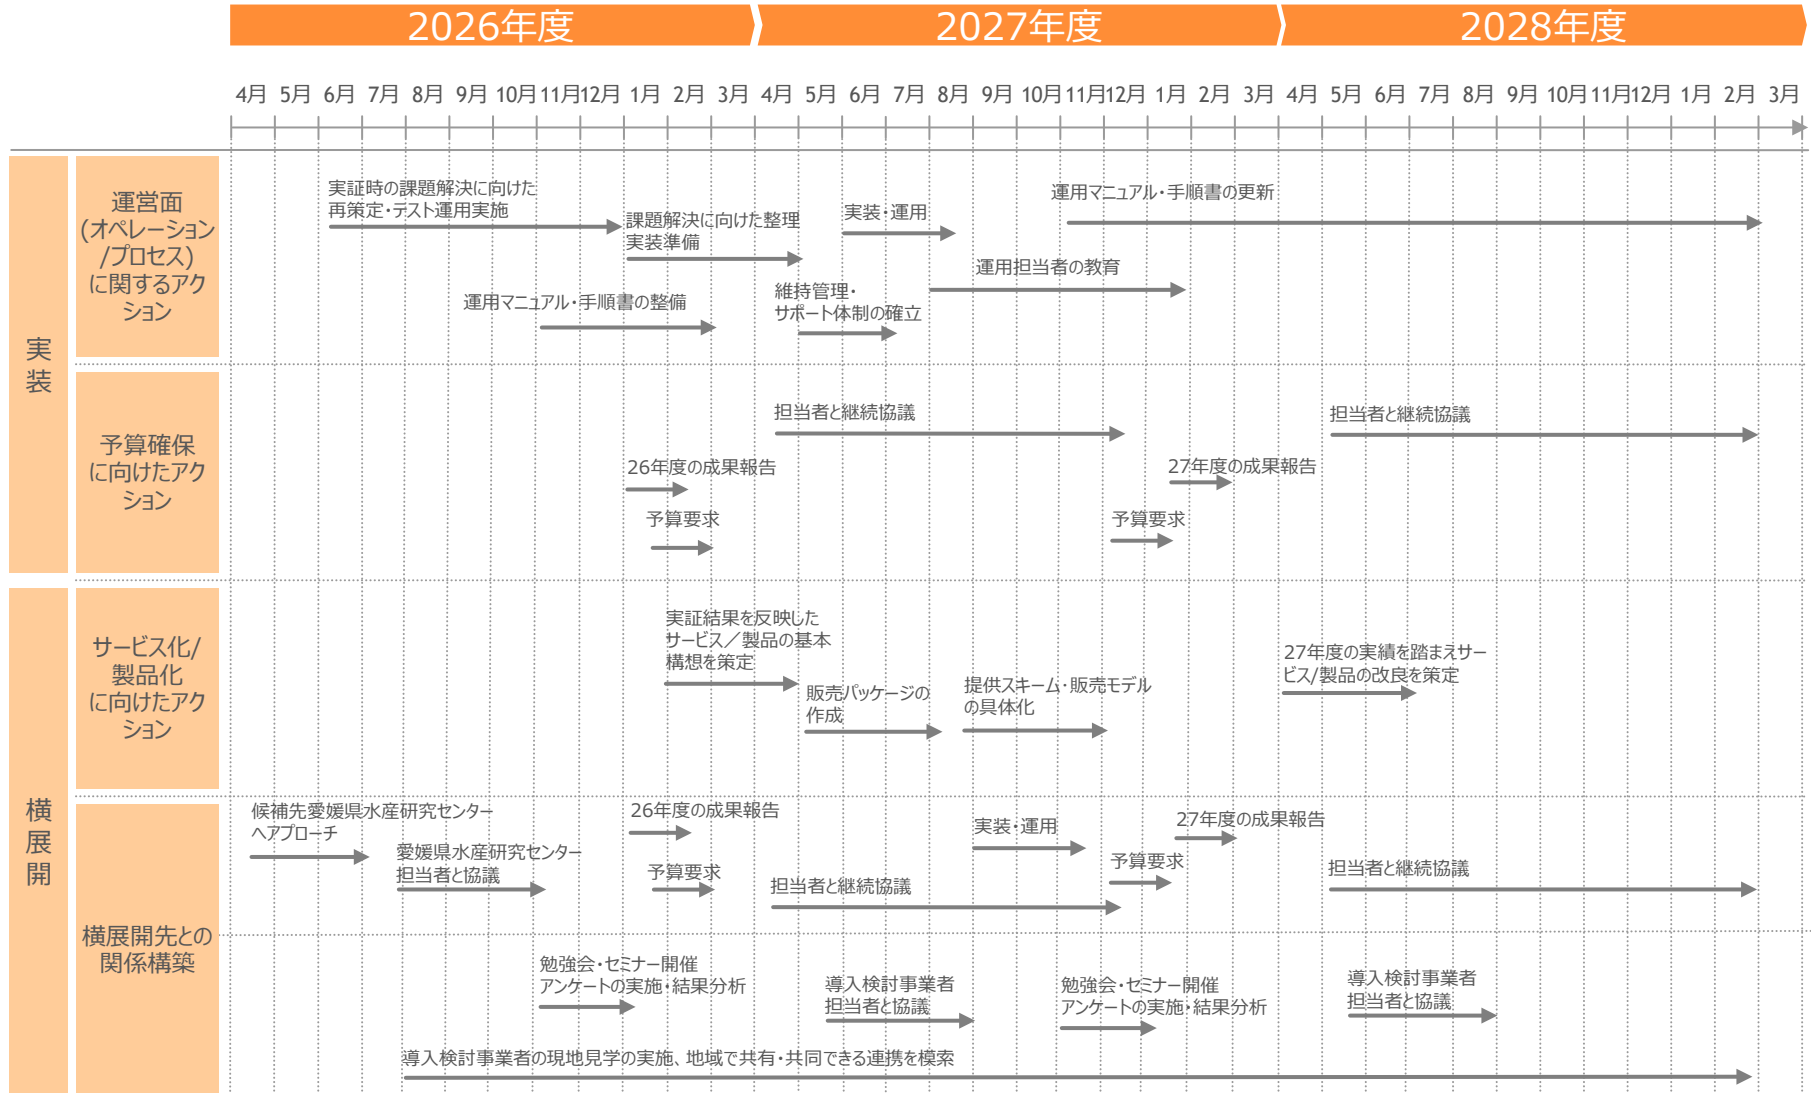 2026年度
2027年度
2028年度
4月 5月 6月 7月 8月 9月 10月 11月 12月 1月 2月 3月 4月 5月 6月 7月 8月 9月 10月 11月 12月 1月 2月 3月 4月 5月 6月 7月 8月 9月 10月 11月 12月 1月 2月 3月
実装
運営面
(オペレーション
/プロセス)
に関するアク
ション
実証時の課題解決に向けた
再策定・テスト運用実施
課題解決に向けた整理
実装準備
運用マニュアル・手順書の整備
実装・運用
維持管理・
サポート体制の確立
運用担当者の教育
運用マニュアル・手順書の更新
予算確保
に向けたアク
ション
26年度の成果報告
予算要求
担当者と継続協議
27年度の成果報告
予算要求
担当者と継続協議
横展開
サービス化/
製品化
に向けたアク
ション
実証結果を反映した
サービス／製品の基本
構想を策定
販売パッケージの
作成
提供スキーム・販売モデル
の具体化
27年度の実績を踏まえサー
ビス/製品の改良を策定
横展開先との
関係構築
候補先愛媛県水産研究センター
へアプローチ
愛媛県水産研究センター
担当者と協議
26年度の成果報告
予算要求
担当者と継続協議
実装・運用
27年度の成果報告
予算要求
担当者と継続協議
勉強会・セミナー開催
アンケートの実施・結果分析
導入検討事業者
担当者と協議
勉強会・セミナー開催
アンケートの実施・結果分析
導入検討事業者
担当者と協議
導入検討事業者の現地見学の実施、地域で共有・共同できる連携を模索